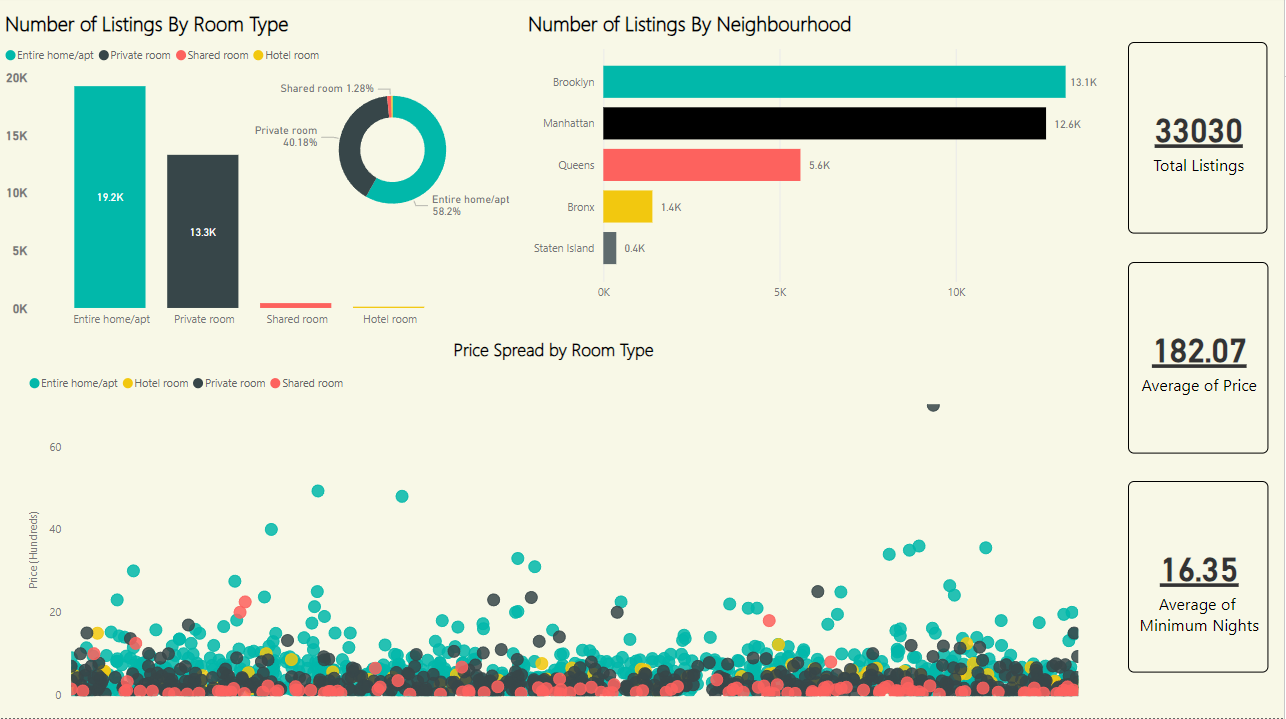 Number of Listings By Room Type
Entire home/apt Private room Shared room Hotel room
20K
15K
10K
5K
0K
19.2K
13.3K
Entire home/apt Private room Shared room Hotel room
Shared room 1.28%
Private room
40.18%
Entire home/apt
58.2%
Number of Listings By Neighbourhood
Brooklyn 13.1K
Manhattan 12.6K
Queens 5.6K
Bronx 1.4K
Staten Island 0.4K
0K 5K 10K
33030
Total Listings
182.07
Average of Price
16.35
Average of
Minimum Nights
Price Spread by Room Type
Entire home/apt Hotel room Private room Shared room
Price (Hundreds)
60
40
20
0